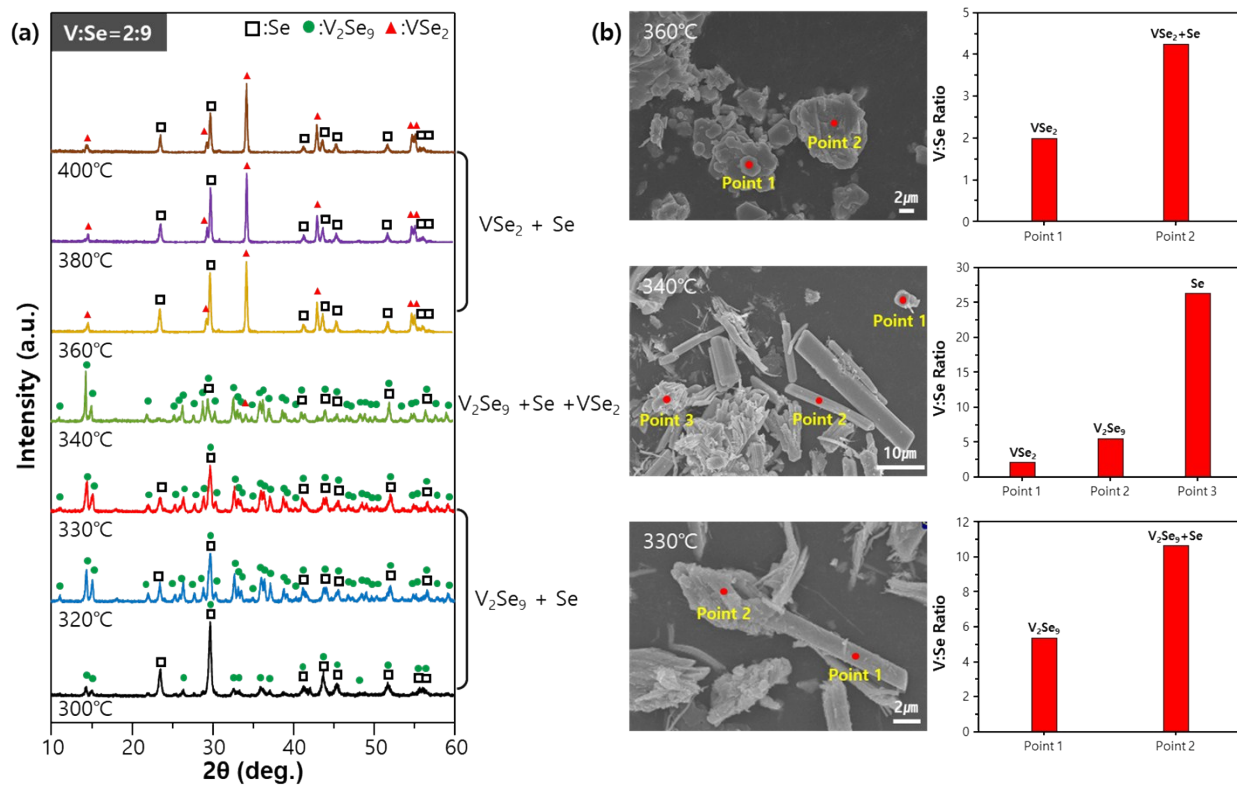 (a)
V:Se=2:9
:Se :V₂Se₉ :VSe₂
400℃
380℃
360℃
340℃
330℃
320℃
300℃
VSe₂ + Se
V₂Se₉ +Se +VSe₂
V₂Se₉ + Se
Intensity (a.u.)
10 20 30 40 50 60
2θ (deg.)
(b)
360℃
Point 2
Point 1
2㎛
V:Se Ratio
5
4
3
2
1
0
VSe₂
VSe₂+Se
Point 1 Point 2
340℃
Point 1
Point 2
Point 3
10㎛
V:Se Ratio
30
25
20
15
10
5
0
VSe₂
V₂Se₉
Se
Point 1 Point 2 Point 3
330℃
Point 2
Point 1
2㎛
V:Se Ratio
12
10
8
6
4
2
0
V₂Se₉
V₂Se₉+Se
Point 1 Point 2